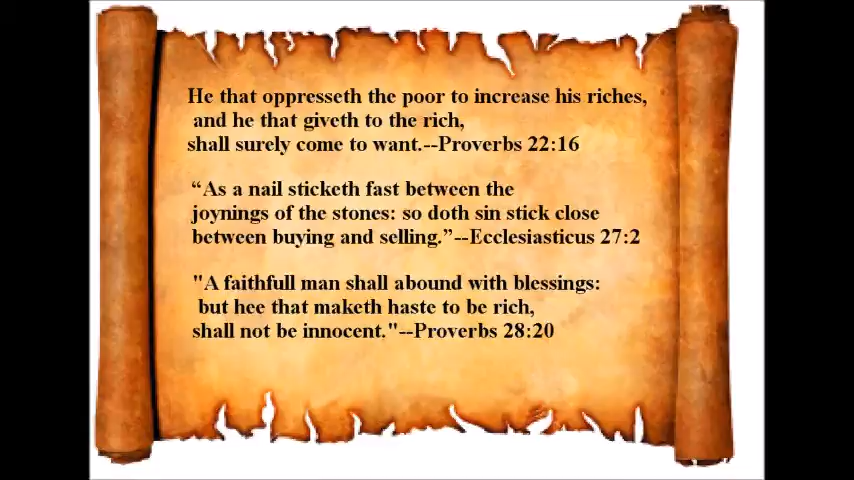 He that oppresseth the poor to increase his riches,
and he that giveth to the rich,
shall surely come to want.--Proverbs 22:16
“As a nail sticketh fast between the
joynings of the stones: so doth sin stick close
between buying and selling.”--Ecclesiasticus 27:2
"A faithfull man shall abound with blessings:
but hee that maketh haste to be rich,
shall not be innocent."--Proverbs 28:20